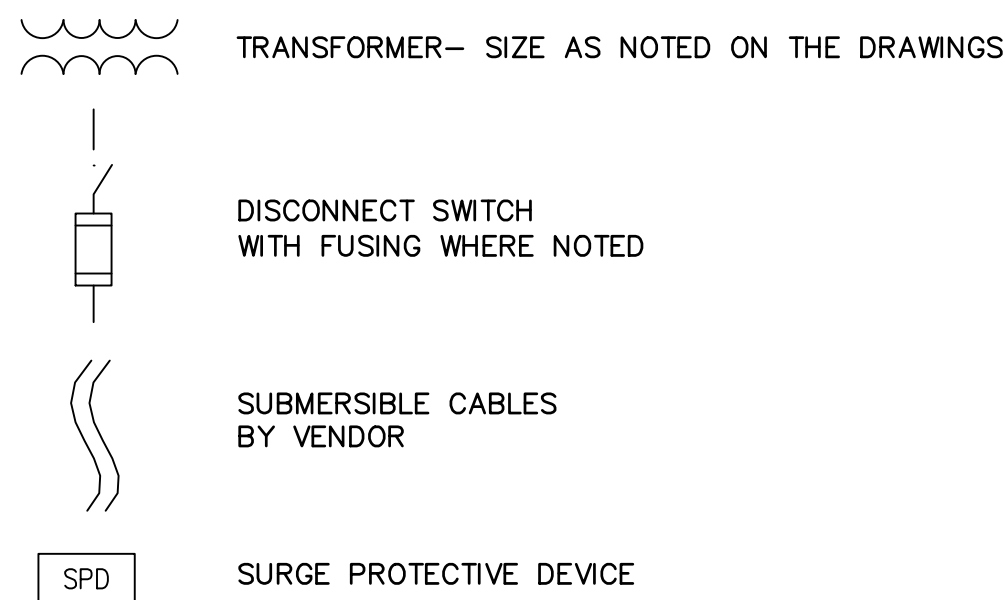 TRANSFORMER– SIZE AS NOTED ON THE DRAWINGS
DISCONNECT SWITCH
WITH FUSING WHERE NOTED
SUBMERSIBLE CABLES
BY VENDOR
SPD
SURGE PROTECTIVE DEVICE